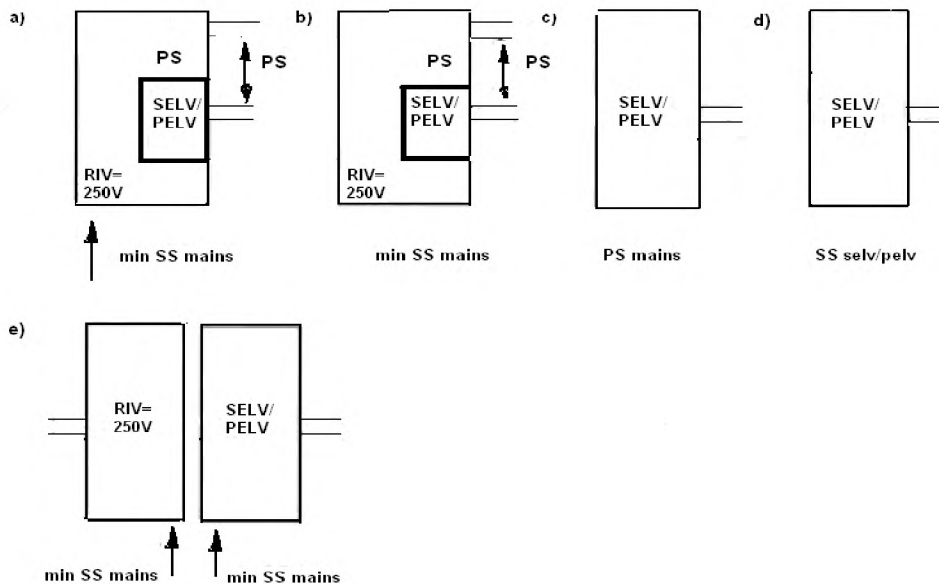 a)
PS
PS
SELV/
PELV
RIV=
250V
min SS mains
b)
PS
PS
SELV/
PELV
RIV=
250V
min SS mains
c)
SELV/
PELV
PS mains
d)
SELV/
PELV
SS selv/pelv
e)
RIV=
250V
SELV/
PELV
min SS mains
min SS mains